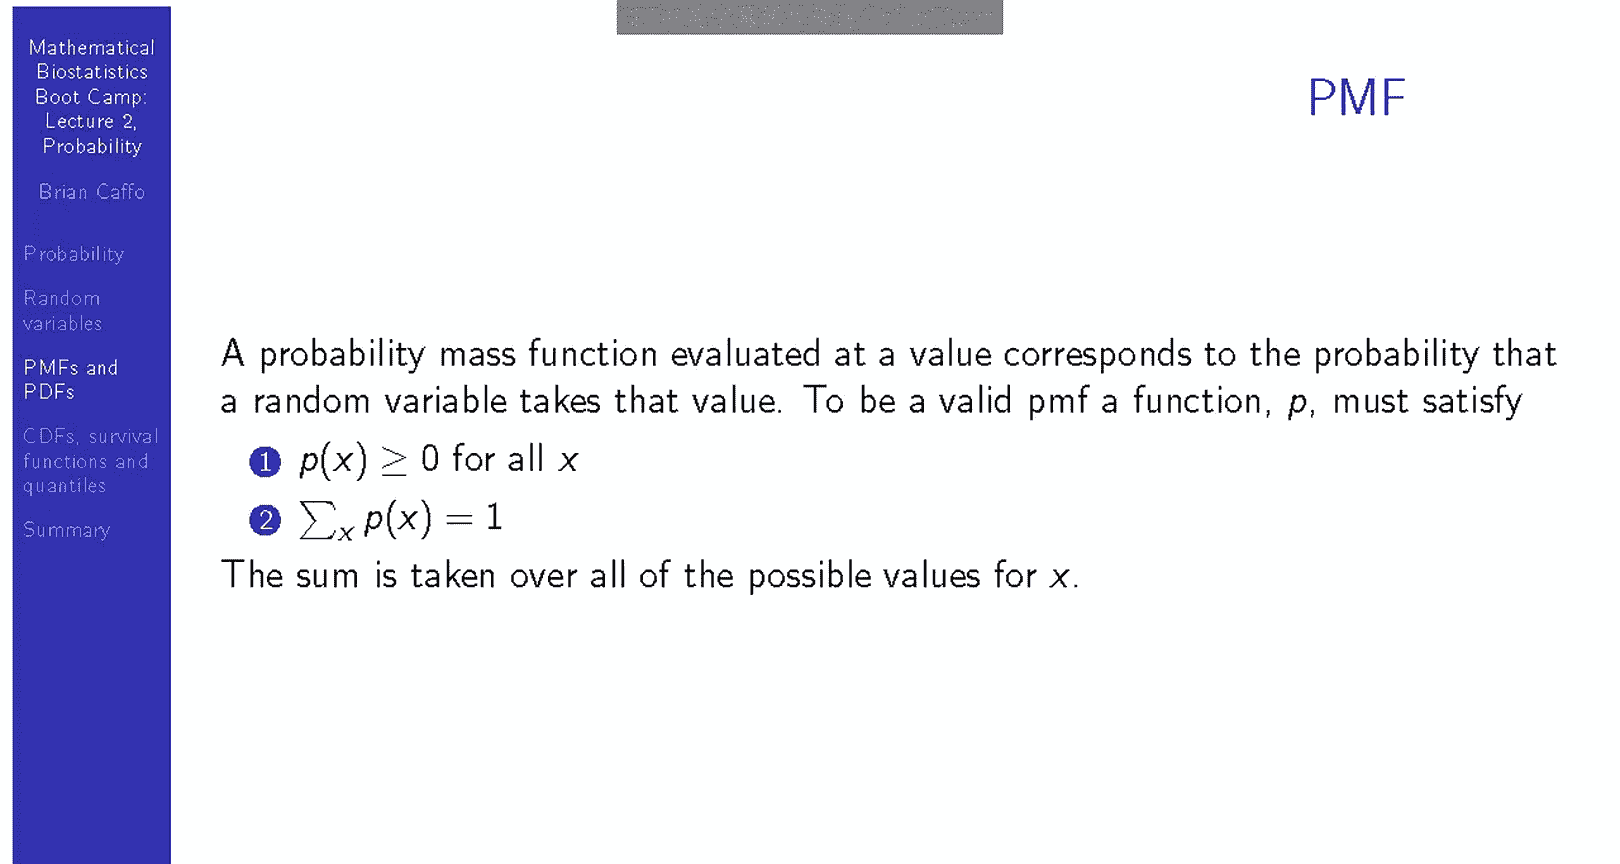 Mathematical
Biostatistics
Boot Camp:
Lecture 2,
Probability
Brian Caffo
Probability
Random
variables
PMFs and
PDFs
CDFs, survival
functions and
quantiles
Summary
PMF
A probability mass function evaluated at a value corresponds to the probability that
a random variable takes that value. To be a valid pmf a function, p, must satisfy
1 p(x) ≥ 0 for all x
2 ∑ₓ p(x) = 1
The sum is taken over all of the possible values for x.